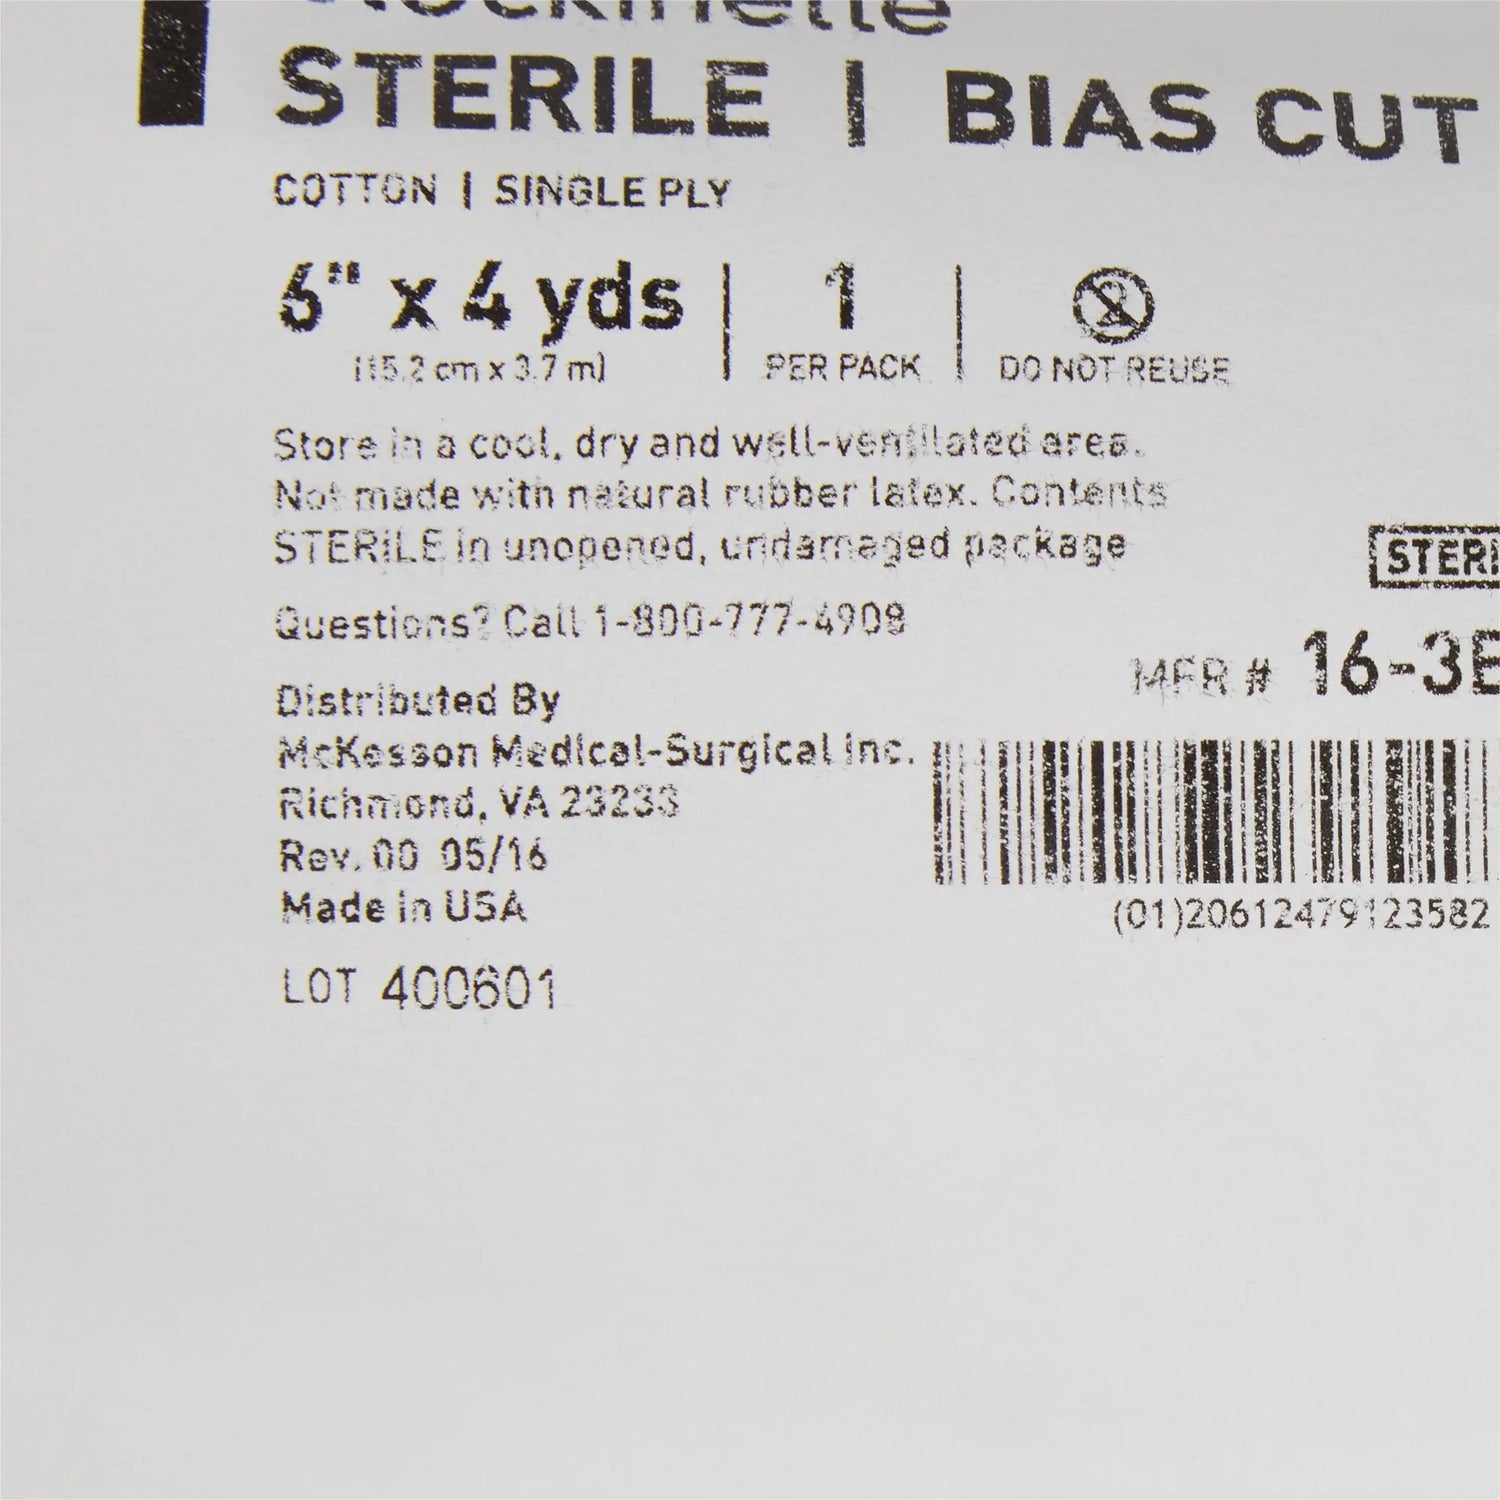 STERILE | BIAS CUT
COTTON | SINGLE PLY
6" x 4 yds | 1 |
(15.2 cm x 3.7 m) PER PACK DO NOT REUSE
Store in a cool, dry and well-ventilated area.
Not made with natural rubber latex. Contents
STERILE in unopened, undamaged package
Questions? Call 1-800-777-4908
MFR # 16-3
Distributed By
McKesson Medical-Surgical Inc.
Richmond, VA 23233
Rev. 00 05/16
Made in USA
(01)20612479123582
LOT 400601